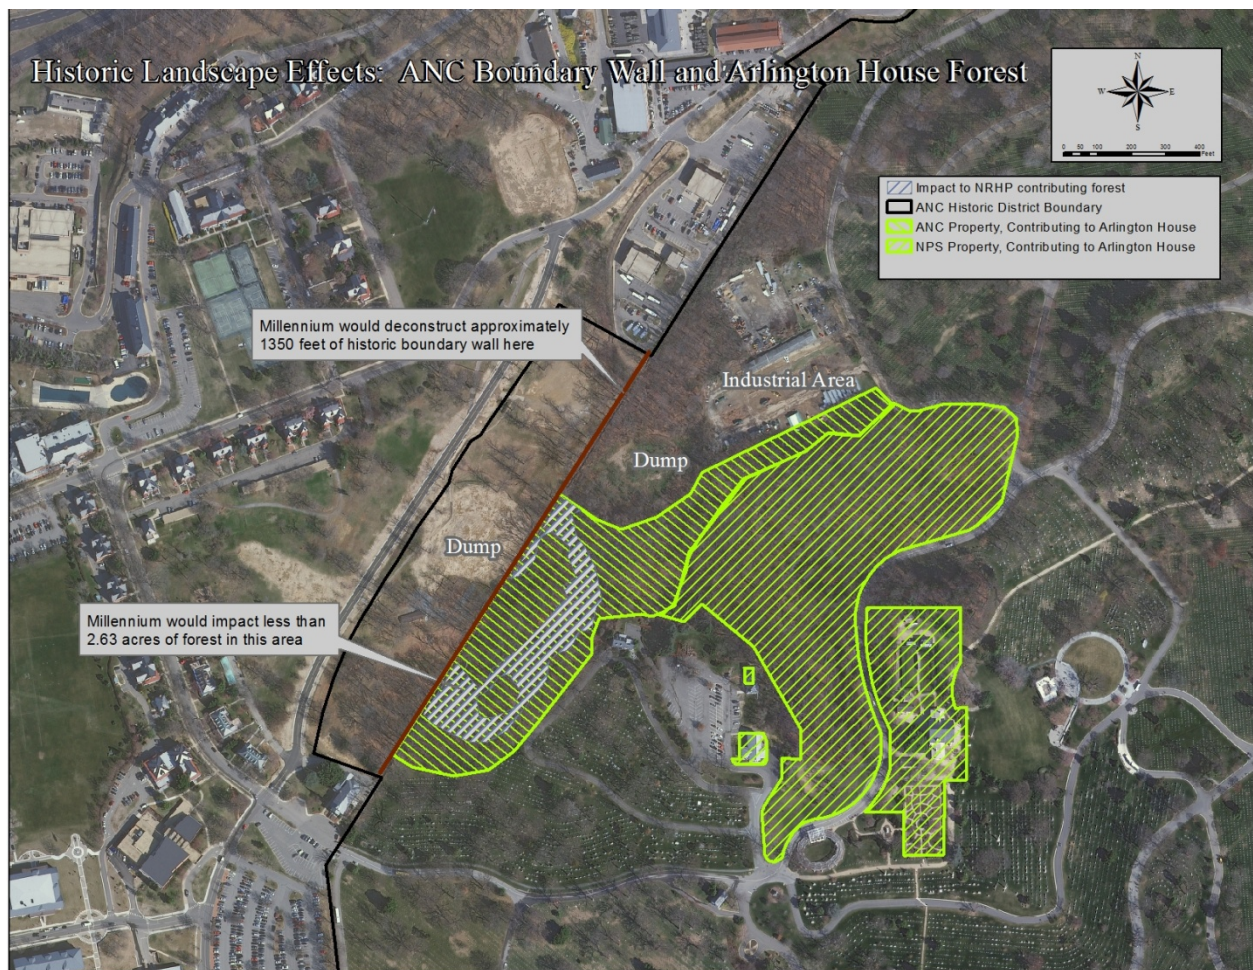 Historic Landscape Effects: ANC Boundary Wall and Arlington House Forest
N
W
E
S
0 50 100 200 300 400
Feet
Impact to NRHP contributing forest
ANC Historic District Boundary
ANC Property, Contributing to Arlington House
NPS Property, Contributing to Arlington House
Millennium would deconstruct approximately
1350 feet of historic boundary wall here
Industrial Area
Dump
Dump
Millennium would impact less than
2.63 acres of forest in this area